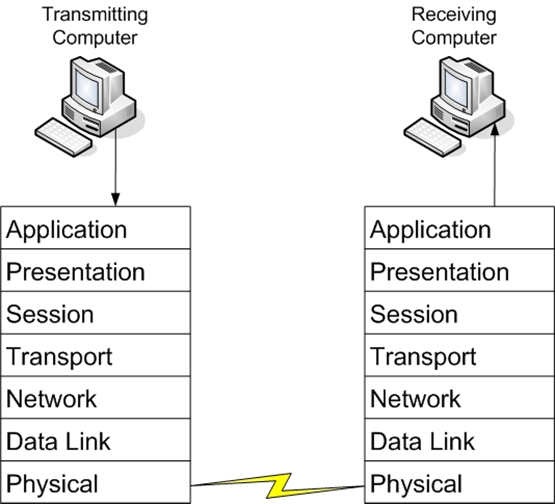 Transmitting
Computer
Receiving
Computer
Application
Presentation
Session
Transport
Network
Data Link
Physical
Application
Presentation
Session
Transport
Network
Data Link
Physical